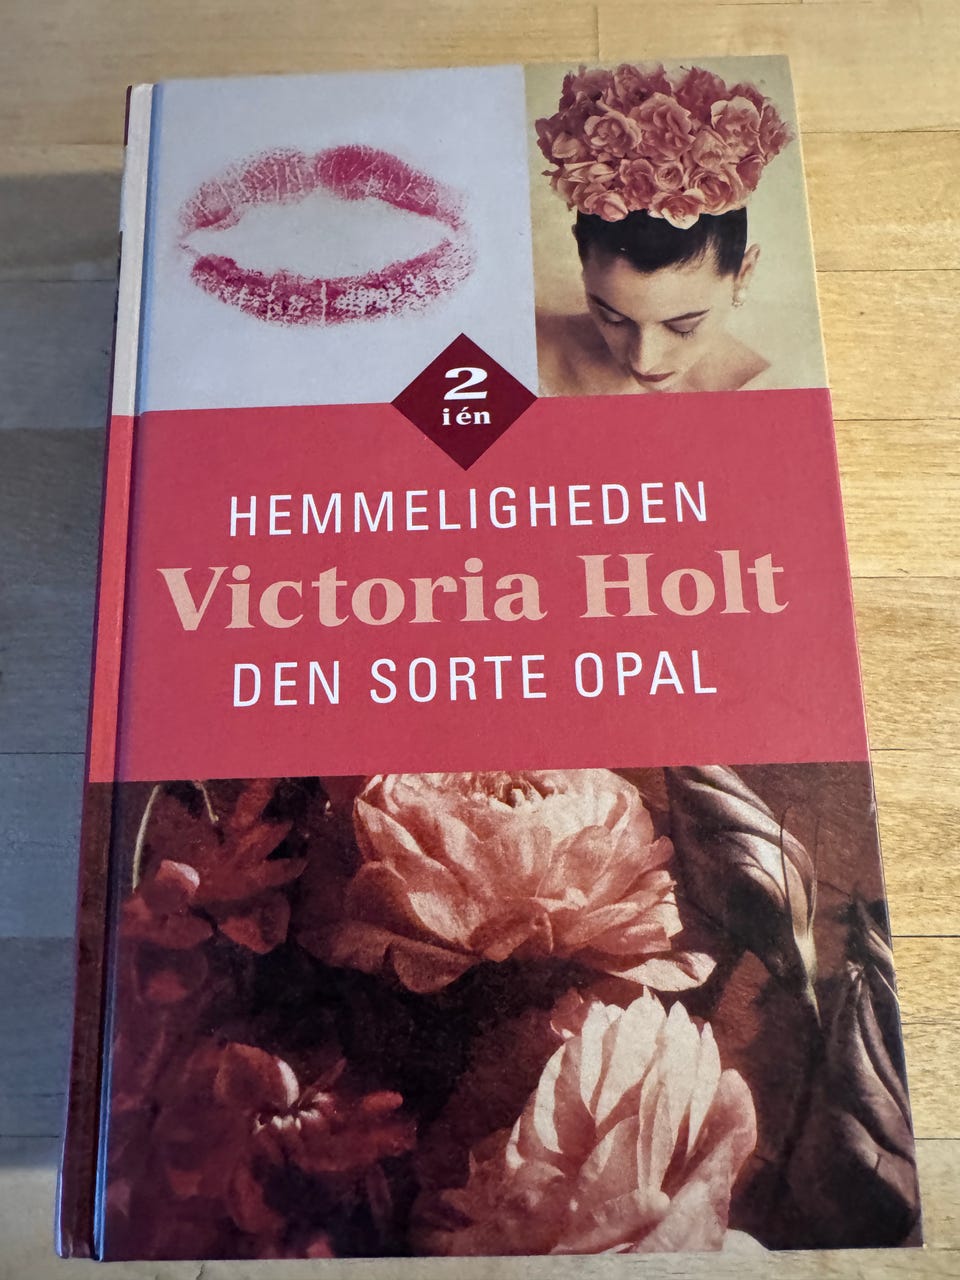 2
i én
HEMMELIGHEDEN
Victoria Holt
DEN SORTE OPAL